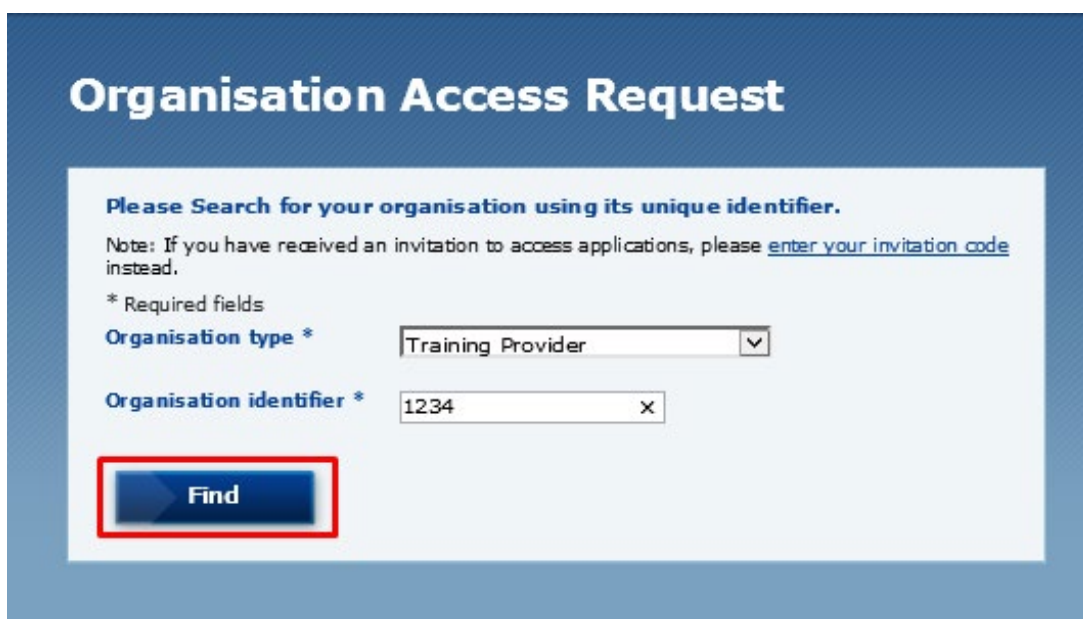 Organisation Access Request
Please Search for your organisation using its unique identifier.
Note: If you have received an invitation to access applications, please enter your invitation code
instead.
* Required fields
Organisation type * Training Provider
Organisation identifier * 1234 ×
Find